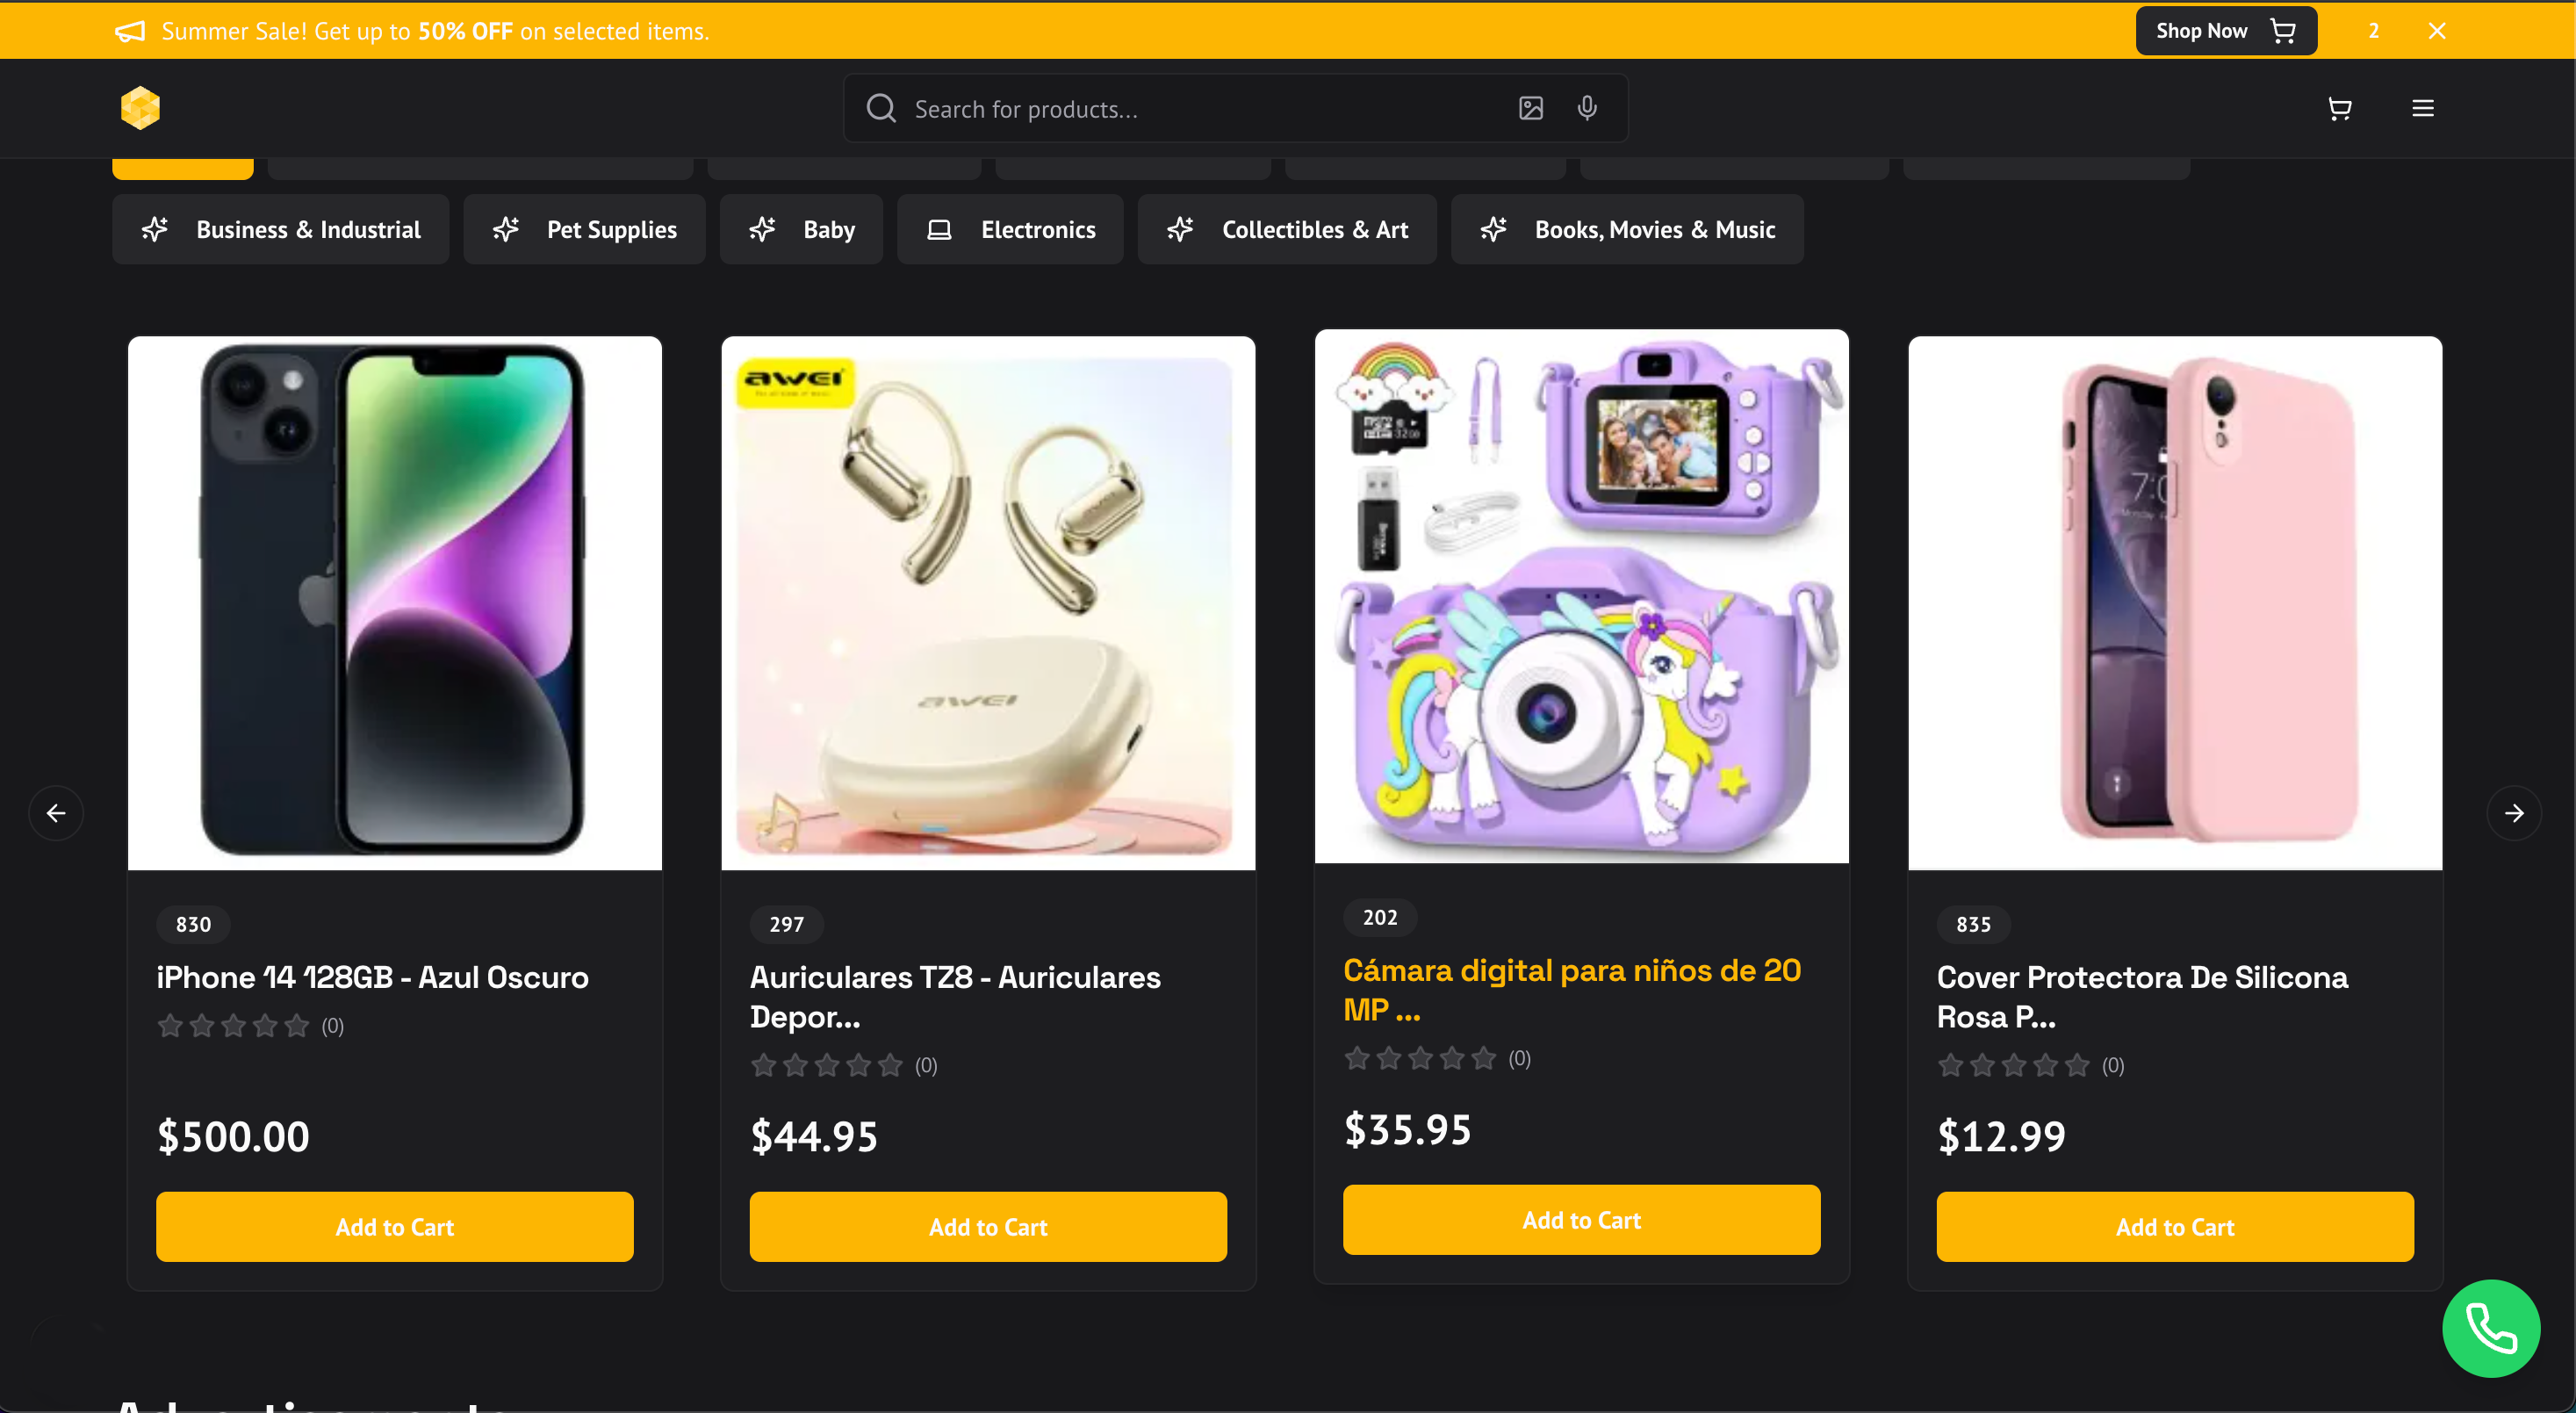 Summer Sale! Get up to 50% OFF on selected items.
Shop Now
2
Search for products...
Business & Industrial
Pet Supplies
Baby
Electronics
Collectibles & Art
Books, Movies & Music
awei
awei
7:0
32GB
830
iPhone 14 128GB - Azul Oscuro
(0)
$500.00
Add to Cart
297
Auriculares TZ8 - Auriculares
Depor...
(0)
$44.95
Add to Cart
202
Cámara digital para niños de 20
MP ...
(0)
$35.95
Add to Cart
835
Cover Protectora De Silicona
Rosa P...
(0)
$12.99
Add to Cart